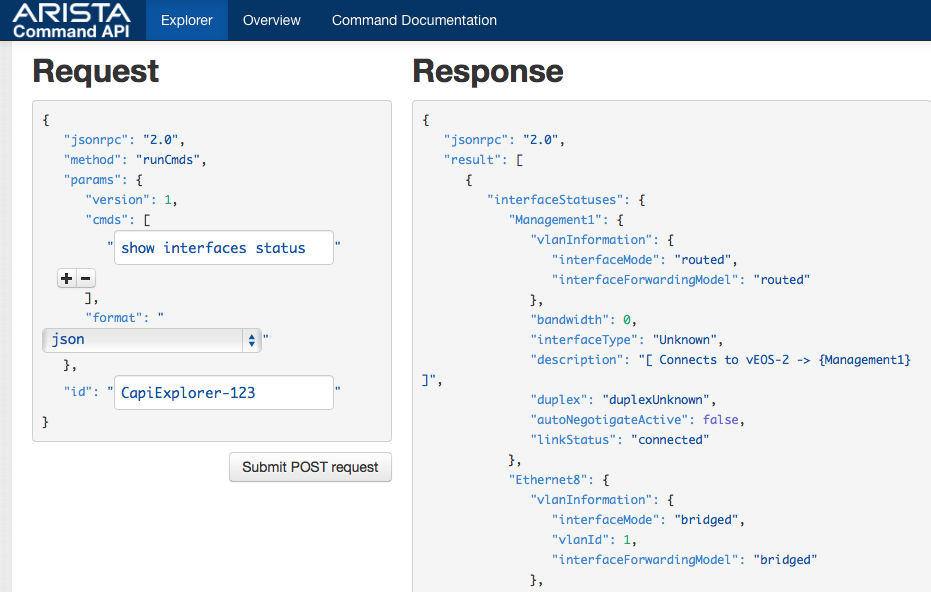 ARISTA
Command API
Explorer
Overview
Command Documentation
Request
{
"jsonrpc": "2.0",
"method": "runCmds",
"params": {
"version": 1,
"cmds": [
"show interfaces status"
+ -
],
"format": "
json"
},
"id": "CapiExplorer-123"
}
Submit POST request
Response
{
"jsonrpc": "2.0",
"result": [
{
"interfaceStatuses": {
"Management1": {
"vlanInformation": {
"interfaceMode": "routed",
"interfaceForwardingModel": "routed"
},
"bandwidth": 0,
"interfaceType": "Unknown",
"description": "[ Connects to vEOS-2 -> {Management1}
]",
"duplex": "duplexUnknown",
"autoNegotigateActive": false,
"linkStatus": "connected"
},
"Ethernet8": {
"vlanInformation": {
"interfaceMode": "bridged",
"vlanId": 1,
"interfaceForwardingModel": "bridged"
},